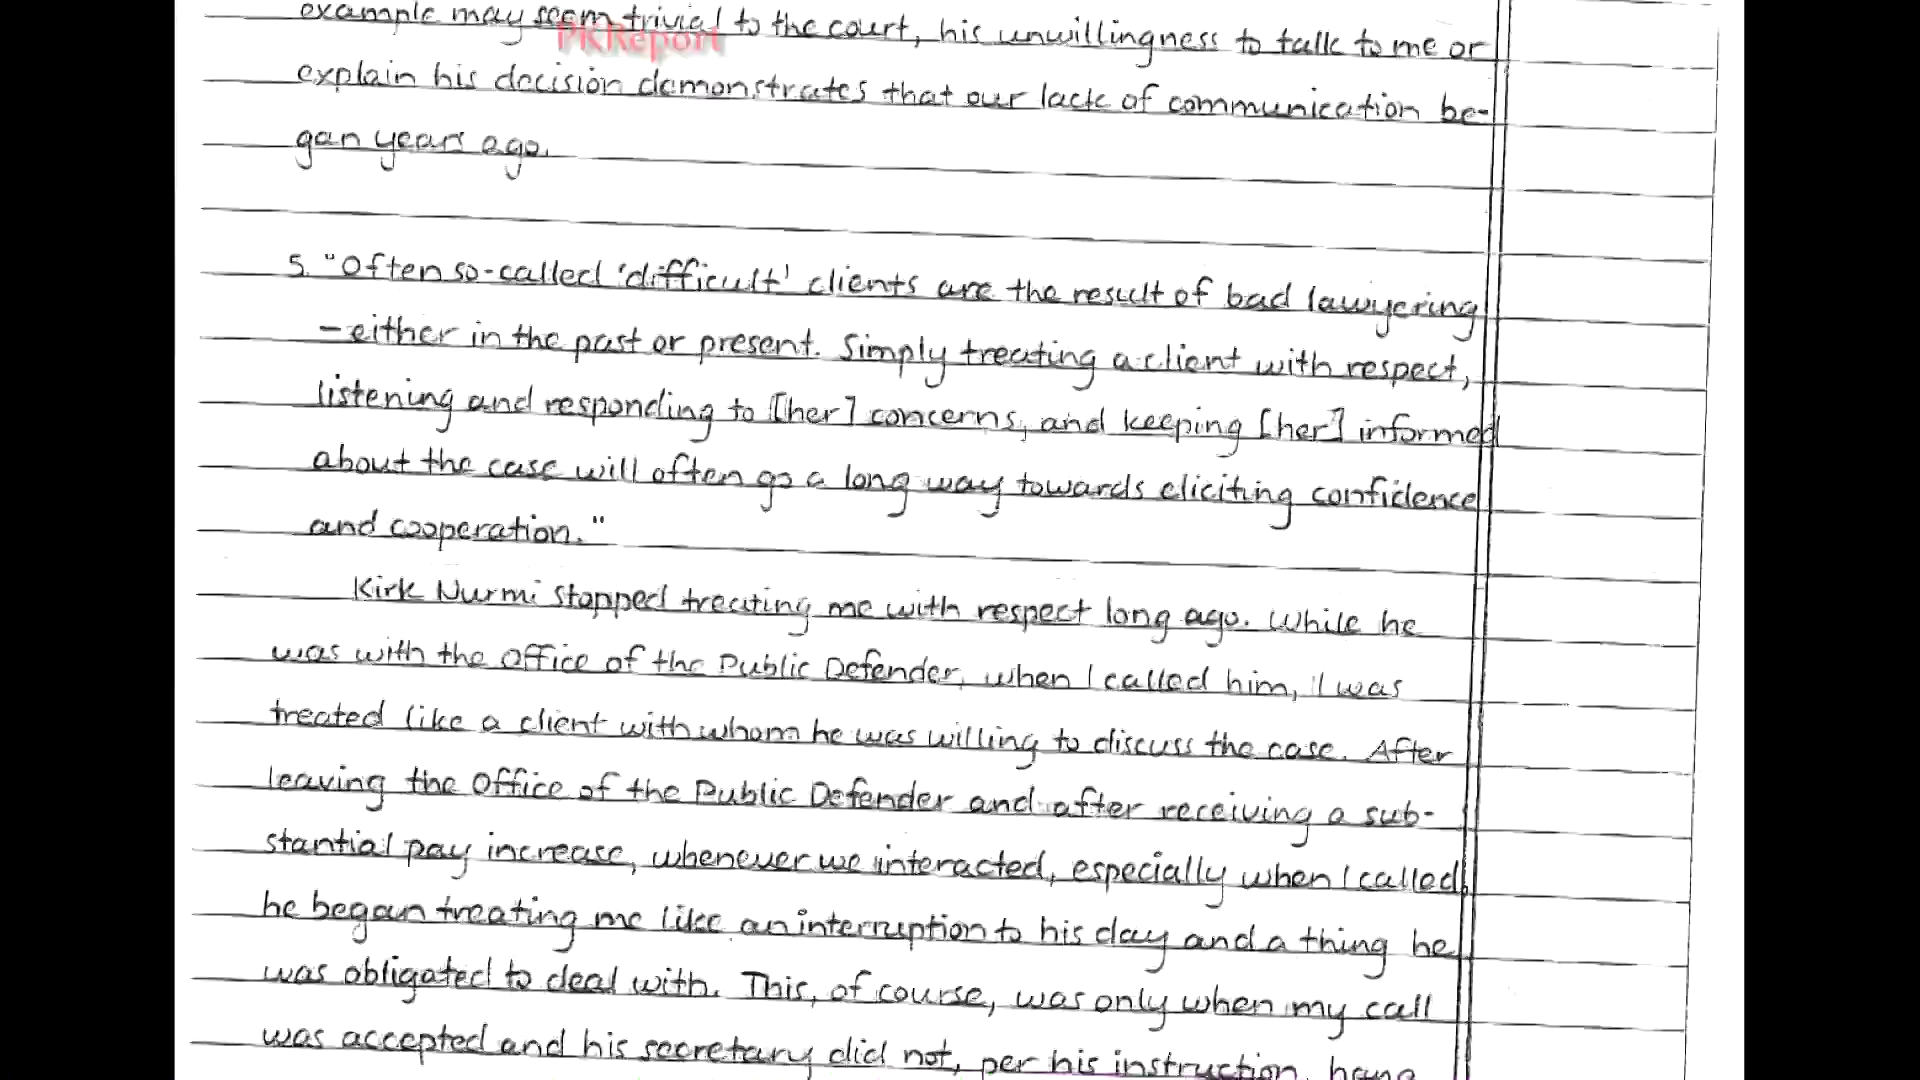 example may seem trivial to the court, his unwillingness to talk to me or
PKReport
explain his decision demonstrates that our lack of communication be-
gan years ago.
5. "Often so-called 'difficult' clients are the result of bad lawyering
-either in the past or present. Simply treating a client with respect,
listening and responding to [her] concerns, and keeping [her] informed
about the case will often go a long way towards eliciting confidence
and cooperation."
Kirk Nurmi stopped treating me with respect long ago. While he
was with the Office of the Public Defender, when I called him, I was
treated like a client with whom he was willing to discuss the case. After
leaving the Office of the Public Defender and after receiving a sub-
stantial pay increase, whenever we interacted, especially when I called,
he began treating me like an interruption to his day and a thing he
was obligated to deal with. This, of course, was only when my call
was accepted and his secretary did not, per his instruction, hang